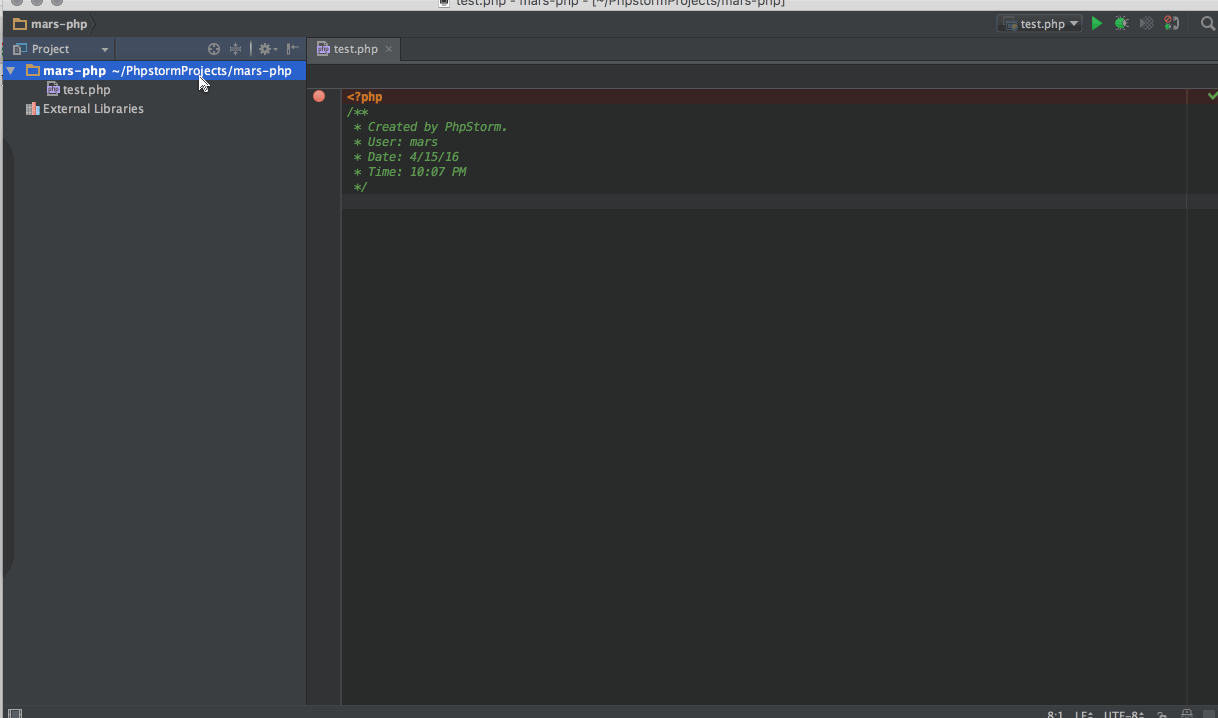 test.php - mars-php - [~/PhpstormProjects/mars-php]
mars-php
test.php
Project
test.php
mars-php ~/PhpstormProjects/mars-php
test.php
External Libraries
<?php
/**
* Created by PhpStorm.
* User: mars
* Date: 4/15/16
* Time: 10:07 PM
*/
8:1 LF UTF-8